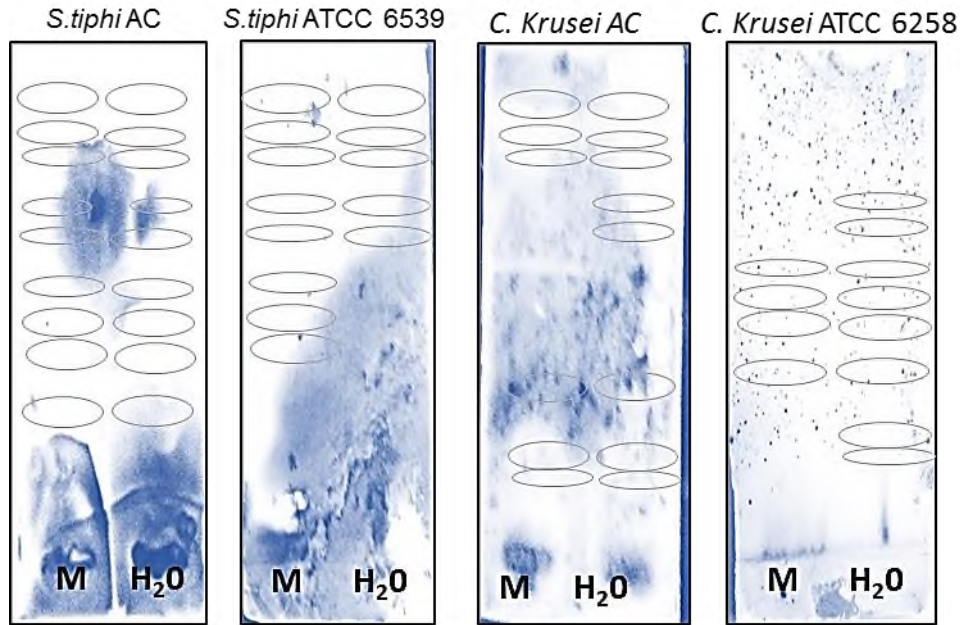 S.tiphi AC
S.tiphi ATCC 6539
C. Krusei AC
C. Krusei ATCC 6258
M H₂0
M H₂0
M H₂0
M H₂0